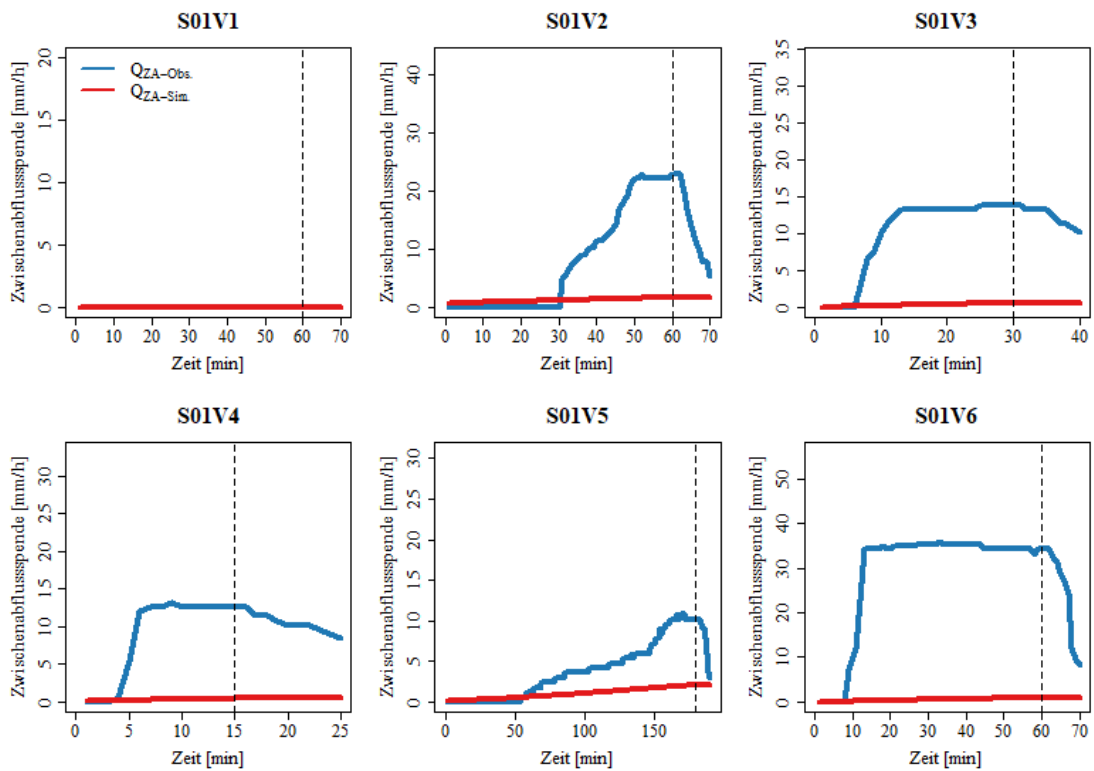 S01V1
Zwischenabflussspende [mm/h]
0 5 10 15 20
Q_ZA–Obs.
Q_ZA–Sim.
0 10 20 30 40 50 60 70
Zeit [min]
S01V2
Zwischenabflussspende [mm/h]
0 10 20 30 40
0 10 20 30 40 50 60 70
Zeit [min]
S01V3
Zwischenabflussspende [mm/h]
0 5 10 15 20 25 30 35
0 10 20 30 40
Zeit [min]
S01V4
Zwischenabflussspende [mm/h]
0 5 10 15 20 25 30
0 5 10 15 20 25
Zeit [min]
S01V5
Zwischenabflussspende [mm/h]
0 5 10 15 20 25 30
0 50 100 150
Zeit [min]
S01V6
Zwischenabflussspende [mm/h]
0 10 20 30 40 50
0 10 20 30 40 50 60 70
Zeit [min]